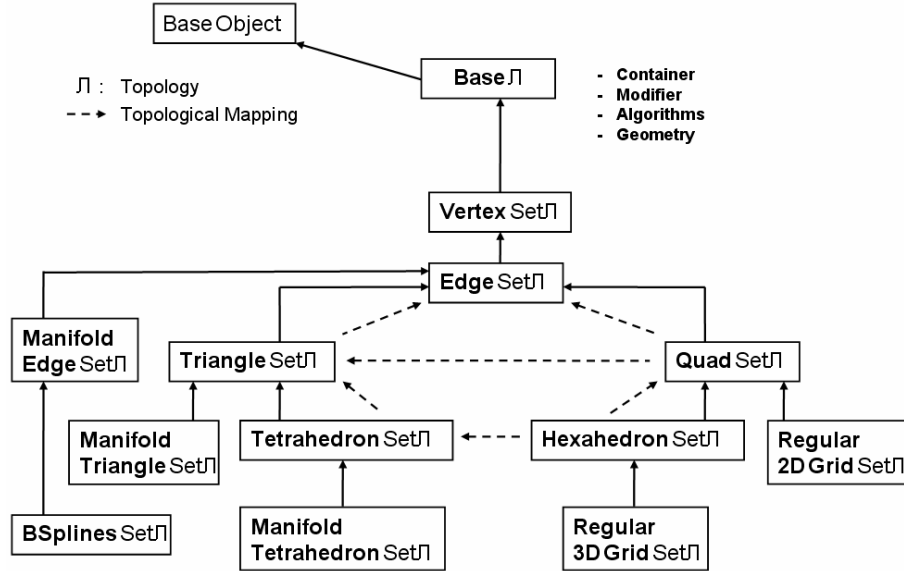 Base Object
Base Л
Л : Topology
Topological Mapping
- Container
- Modifier
- Algorithms
- Geometry
Vertex SetЛ
Edge SetЛ
Manifold
Edge SetЛ
Triangle SetЛ
Quad SetЛ
Manifold
Triangle SetЛ
Tetrahedron SetЛ
Hexahedron SetЛ
Regular
2D Grid SetЛ
BSplines SetЛ
Manifold
Tetrahedron SetЛ
Regular
3D Grid SetЛ